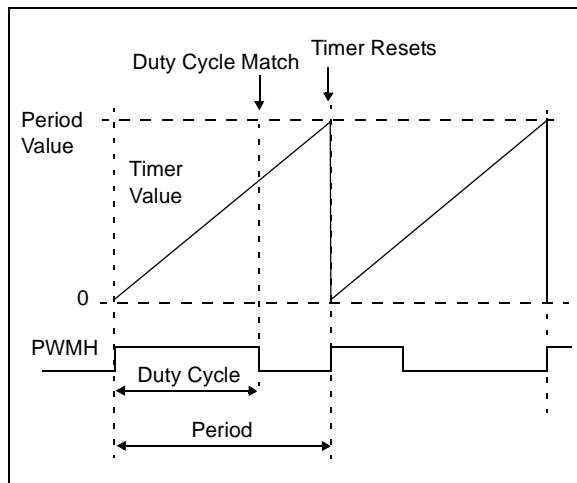 Timer Resets
Duty Cycle Match
Period
Value
Timer
Value
0
PWMH
Duty Cycle
Period